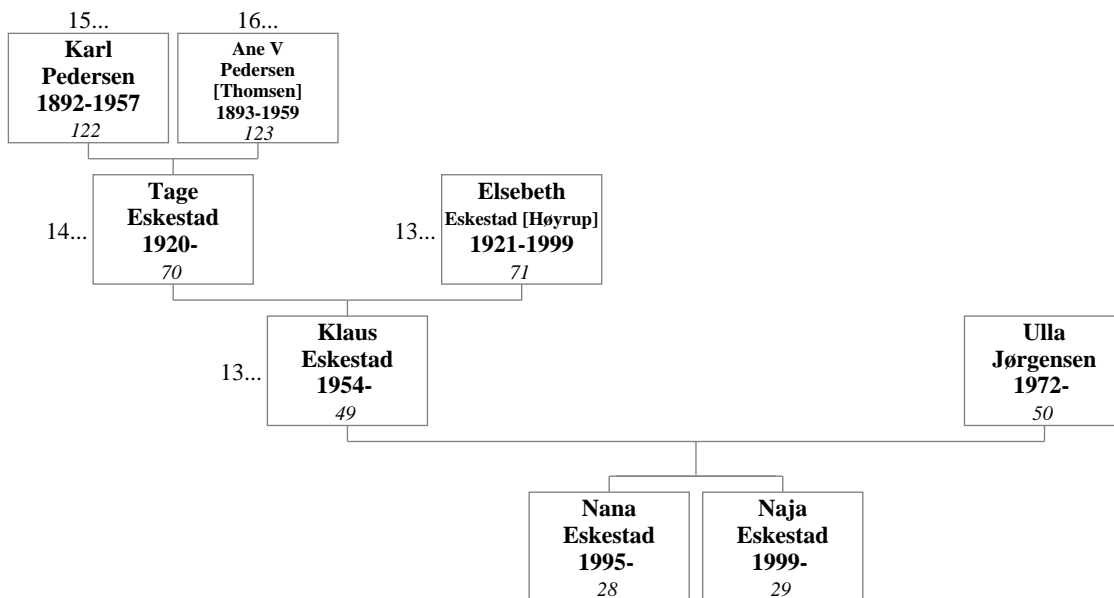 15...
16...
Karl
Pedersen
1892-1957
122
Ane V
Pedersen
[Thomsen]
1893-1959
123
14...
Tage
Eskestad
1920-
70
13...
Elsebeth
Eskestad [Høyrup]
1921-1999
71
13...
Klaus
Eskestad
1954-
49
Ulla
Jørgensen
1972-
50
Nana
Eskestad
1995-
28
Naja
Eskestad
1999-
29